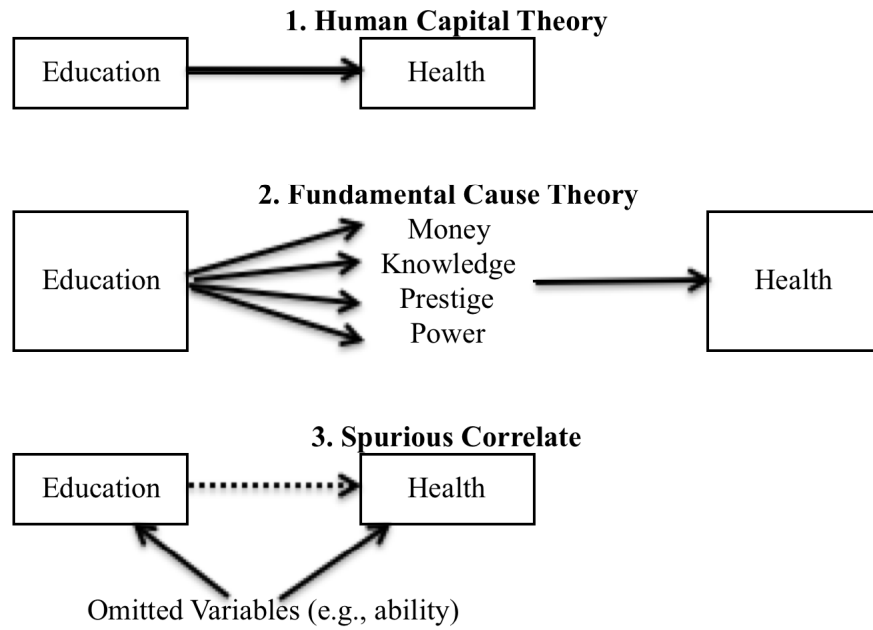 1. Human Capital Theory
Education
Health
2. Fundamental Cause Theory
Education
Money
Knowledge
Prestige
Power
Health
3. Spurious Correlate
Education
Health
Omitted Variables (e.g., ability)